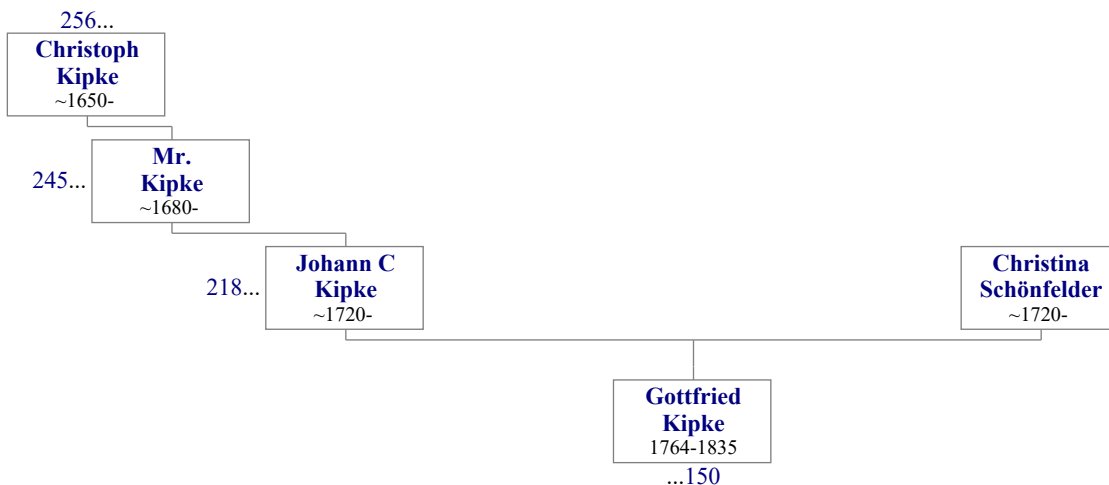 256...
Christoph
Kipke
~1650-
245...
Mr.
Kipke
~1680-
218...
Johann C
Kipke
~1720-
Christina
Schönfelder
~1720-
Gottfried
Kipke
1764-1835
...150